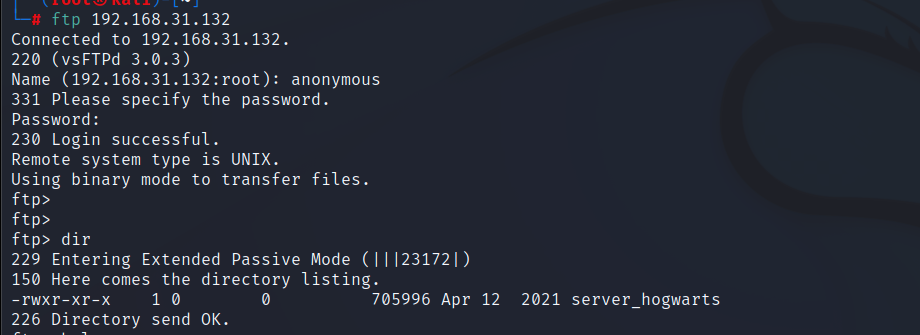 (root㉿kali)-[~]
└─# ftp 192.168.31.132
Connected to 192.168.31.132.
220 (vsFTPd 3.0.3)
Name (192.168.31.132:root): anonymous
331 Please specify the password.
Password:
230 Login successful.
Remote system type is UNIX.
Using binary mode to transfer files.
ftp>
ftp>
ftp> dir
229 Entering Extended Passive Mode (|||23172|)
150 Here comes the directory listing.
-rwxr-xr-x    1 0        0          705996 Apr 12  2021 server_hogwarts
226 Directory send OK.